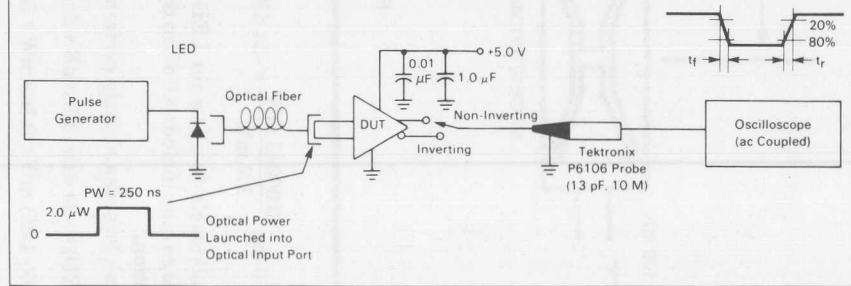 LED
Pulse
Generator
Optical Fiber
0.01
μF
1.0 μF
+5.0 V
DUT
Non-Inverting
Inverting
Tektronix
P6106 Probe
(13 pF, 10 M)
Oscilloscope
(ac Coupled)
20%
80%
tf
tr
PW = 250 ns
2.0 μW
0
Optical Power
Launched into
Optical Input Port